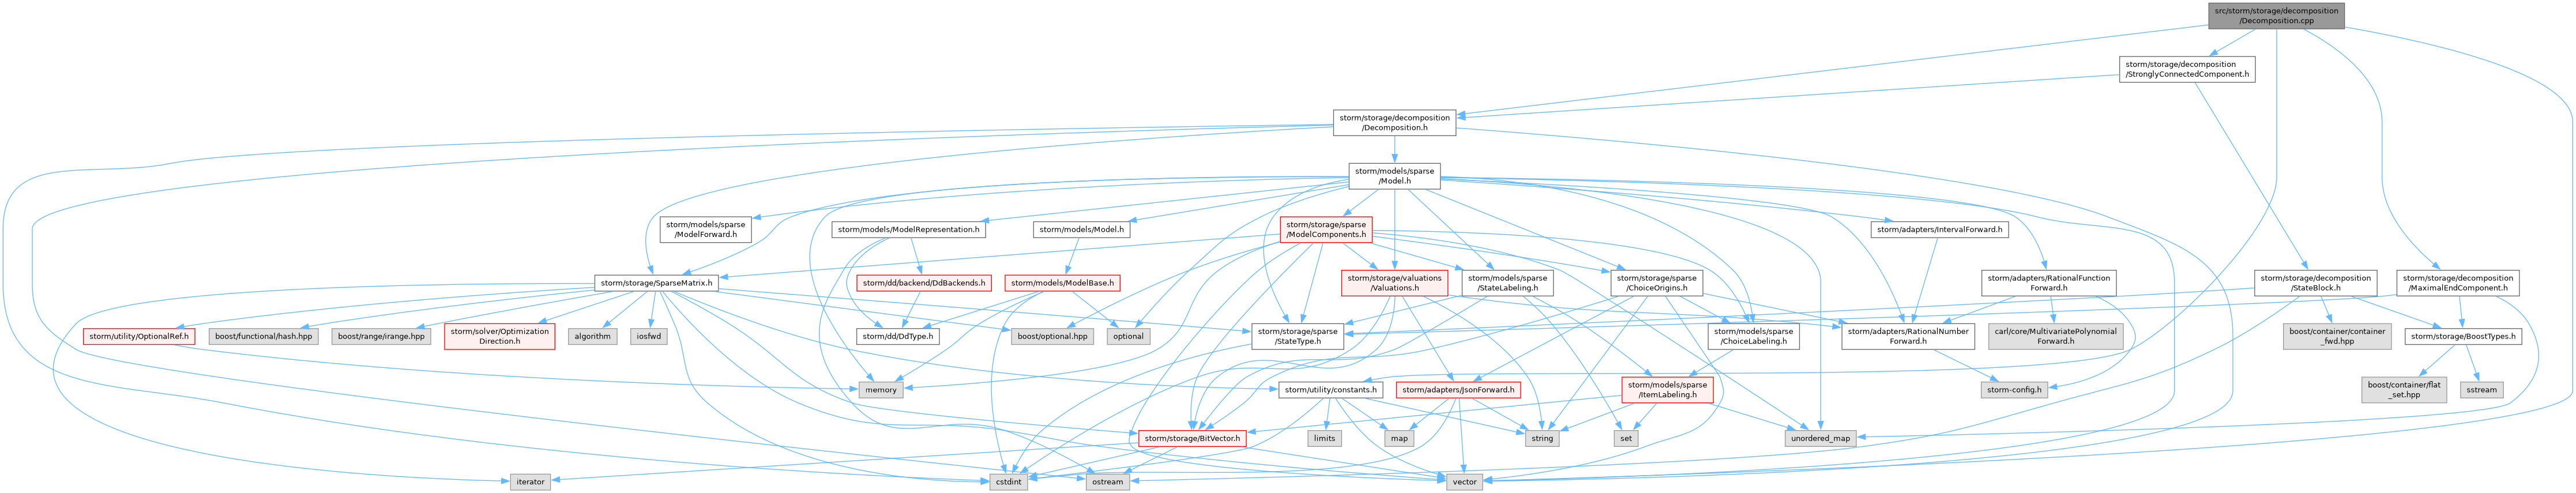 src/storm/storage/decomposition
/Decomposition.cpp
storm/storage/decomposition
/StronglyConnectedComponent.h
storm/storage/decomposition
/Decomposition.h
storm/models/sparse
/Model.h
storm/models/sparse
/ModelForward.h
storm/models/ModelRepresentation.h
storm/models/Model.h
storm/storage/sparse
/ModelComponents.h
storm/adapters/IntervalForward.h
storm/storage/SparseMatrix.h
storm/dd/backend/DdBackends.h
storm/models/ModelBase.h
storm/storage/valuations
/Valuations.h
storm/models/sparse
/StateLabeling.h
storm/storage/sparse
/ChoiceOrigins.h
storm/adapters/RationalFunction
Forward.h
storm/storage/decomposition
/StateBlock.h
storm/storage/decomposition
/MaximalEndComponent.h
storm/utility/OptionalRef.h
boost/functional/hash.hpp
boost/range/irange.hpp
storm/solver/Optimization
Direction.h
algorithm
iosfwd
storm/dd/DdType.h
boost/optional.hpp
optional
storm/storage/sparse
/StateType.h
storm/models/sparse
/ChoiceLabeling.h
storm/adapters/RationalNumber
Forward.h
carl/core/MultivariatePolynomial
Forward.h
boost/container/container
_fwd.hpp
storm/storage/BoostTypes.h
memory
storm/utility/constants.h
storm/adapters/JsonForward.h
storm/models/sparse
/ItemLabeling.h
storm-config.h
boost/container/flat
_set.hpp
sstream
storm/storage/BitVector.h
limits
map
string
set
unordered_map
iterator
cstdint
ostream
vector